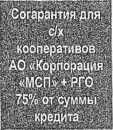 Согарантия для
с/х
кооперативов
АО «Корпорация
«МСП» + РГО
75% от суммы
кредита